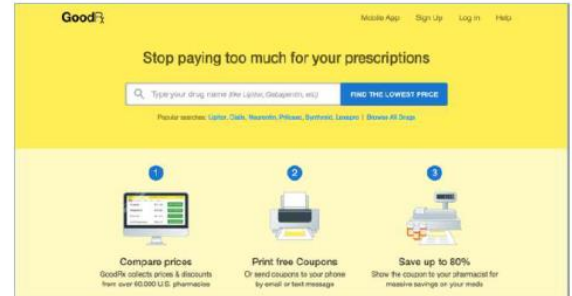 GoodRx
Mobile App Sign Up Log in Help
Stop paying too much for your prescriptions
Type your drug name (like Lipitor, Gabapentin, etc.)
FIND THE LOWEST PRICE
Popular searches: Lipitor, Cialis, Neurontin, Prilosec, Synthroid, Lexapro | Browse All Drugs
1
2
3
Compare prices
GoodRx collects prices & discounts
from over 60,000 U.S. pharmacies
Print free Coupons
Or send coupons to your phone
by email or text message
Save up to 80%
Show the coupon to your pharmacist for
massive savings on your meds